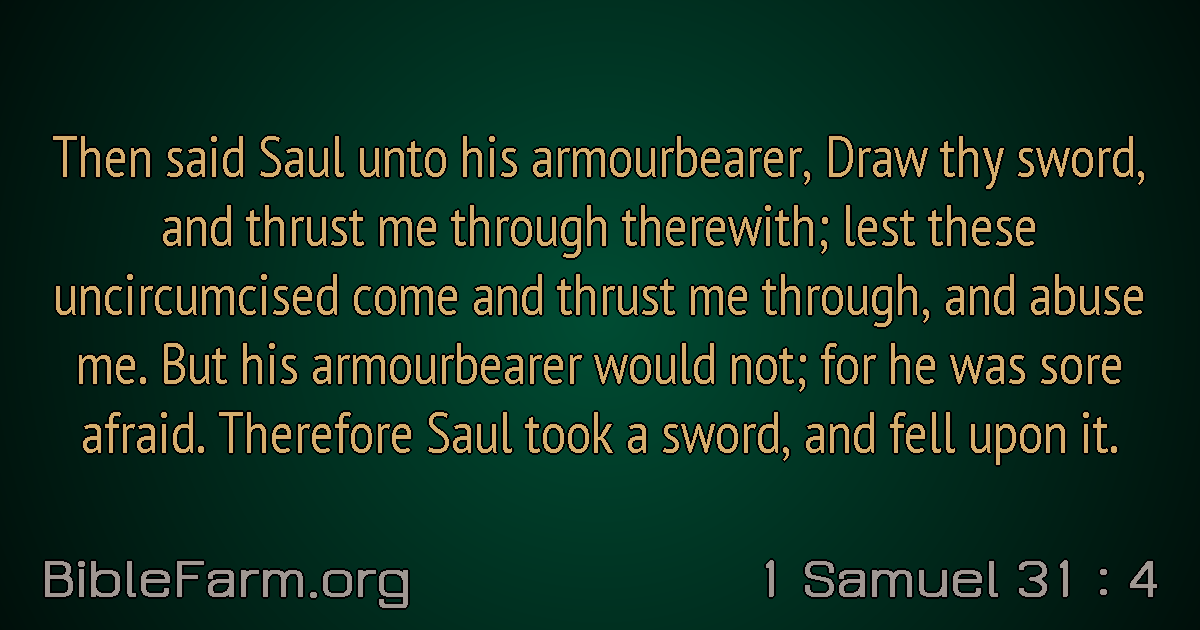 Then said Saul unto his armourbearer, Draw thy sword,
and thrust me through therewith; lest these
uncircumcised come and thrust me through, and abuse
me. But his armourbearer would not; for he was sore
afraid. Therefore Saul took a sword, and fell upon it.
BibleFarm.org
1 Samuel 31 : 4